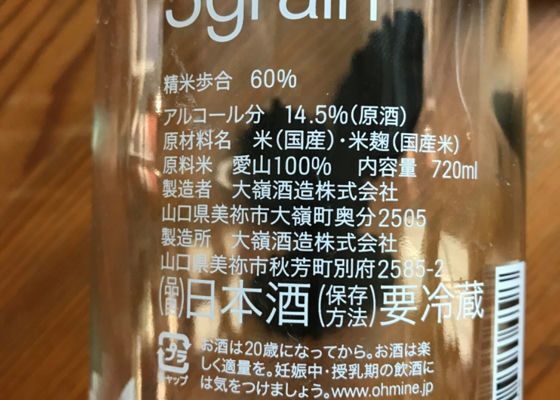 3grain
精米歩合 60%
アルコール分 14.5%(原酒)
原材料名 米(国産)・米麹(国産米)
原料米 愛山100% 内容量 720ml
製造者 大嶺酒造株式会社
山口県美祢市大嶺町奥分2505
製造所 大嶺酒造株式会社
山口県美祢市秋芳町別府2585-2
(品目)日本酒(保存方法)要冷蔵
お酒は20歳になってから。お酒は楽
しく適量を。妊娠中・授乳期の飲酒に
は気をつけましょう。www.ohmine.jp
プラ
キャップ